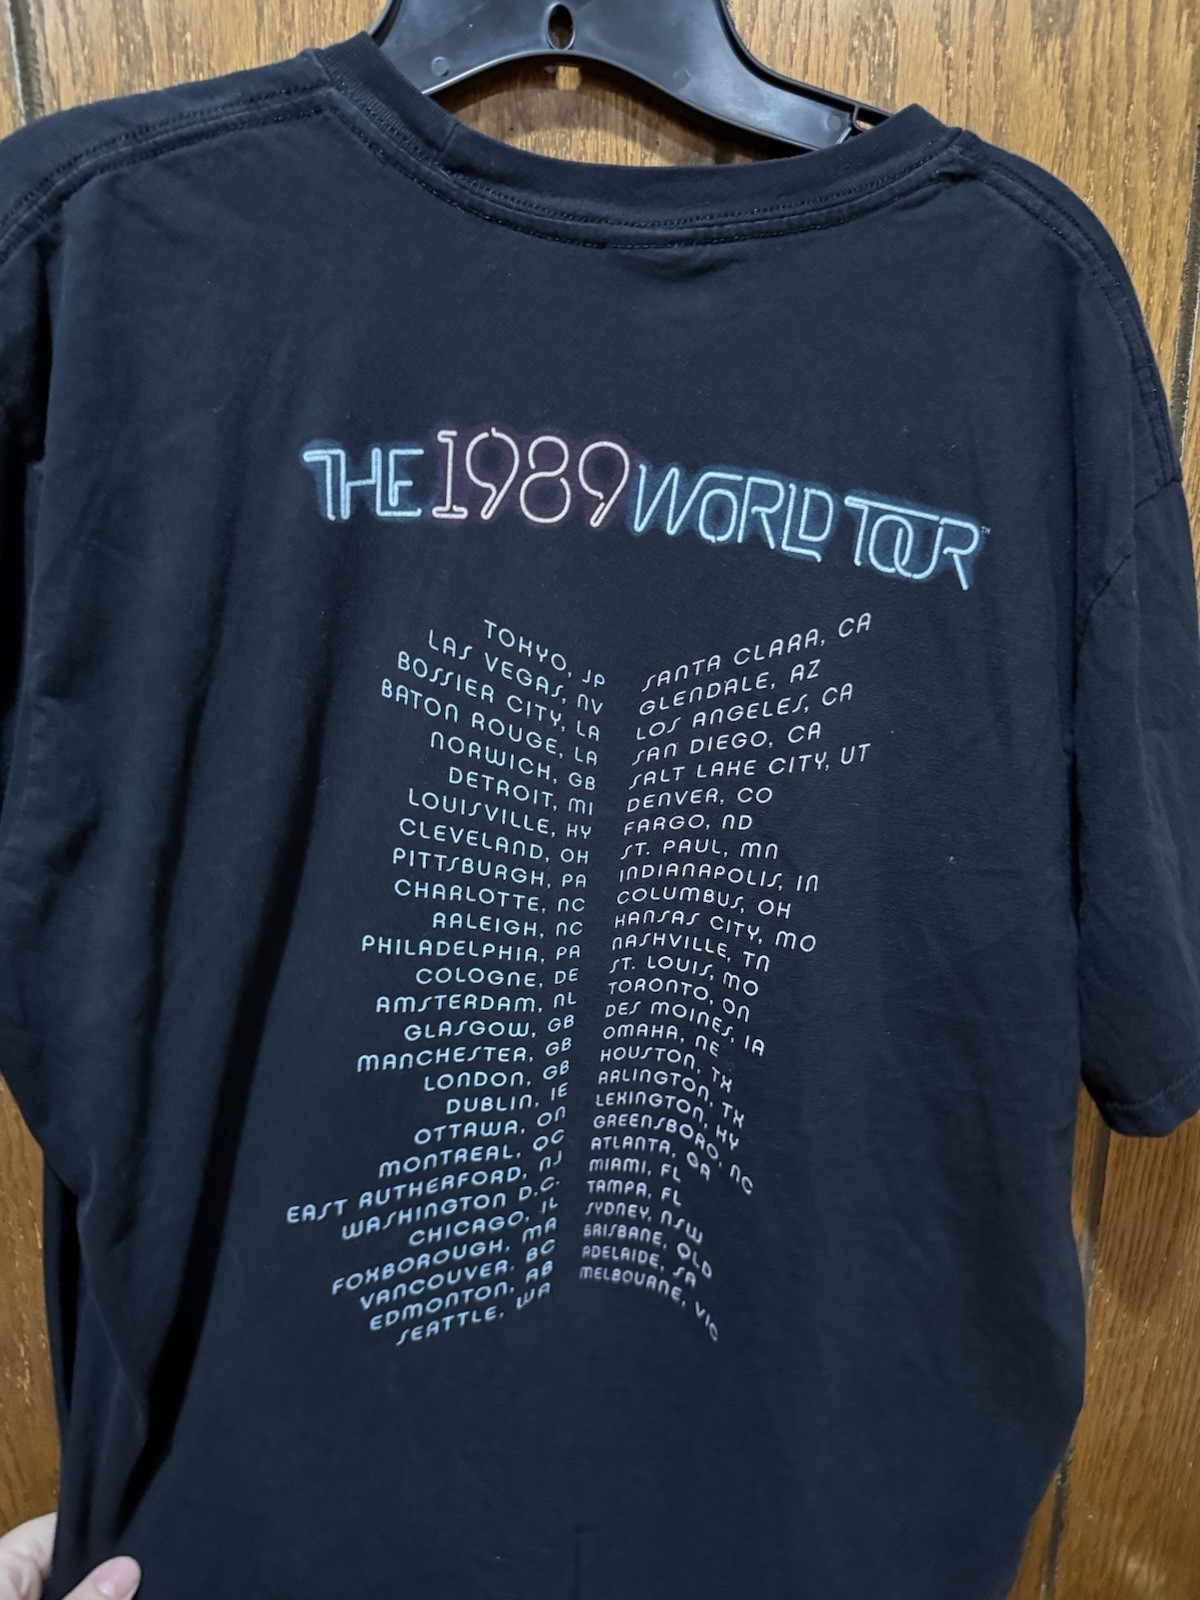 THE 1989 WORLD TOUR™
TOKYO, JP
LAS VEGAS, NV
BOSSIER CITY, LA
BATON ROUGE, LA
NORWICH, GB
DETROIT, MI
LOUISVILLE, KY
CLEVELAND, OH
PITTSBURGH, PA
CHARLOTTE, NC
RALEIGH, NC
PHILADELPHIA, PA
COLOGNE, DE
AMSTERDAM, NL
GLASGOW, GB
MANCHESTER, GB
LONDON, GB
DUBLIN, IE
OTTAWA, ON
MONTREAL, QC
EAST RUTHERFORD, NJ
WASHINGTON D.C.
CHICAGO, IL
FOXBOROUGH, MA
VANCOUVER, BC
EDMONTON, AB
SEATTLE, WA
SANTA CLARA, CA
GLENDALE, AZ
LOS ANGELES, CA
SAN DIEGO, CA
SALT LAKE CITY, UT
DENVER, CO
FARGO, ND
ST. PAUL, MN
INDIANAPOLIS, IN
COLUMBUS, OH
KANSAS CITY, MO
NASHVILLE, TN
ST. LOUIS, MO
TORONTO, ON
DES MOINES, IA
OMAHA, NE
HOUSTON, TX
ARLINGTON, TX
LEXINGTON, KY
GREENSBORO, NC
ATLANTA, GA
MIAMI, FL
TAMPA, FL
SYDNEY, NSW
BRISBANE, QLD
ADELAIDE, SA
MELBOURNE, VIC